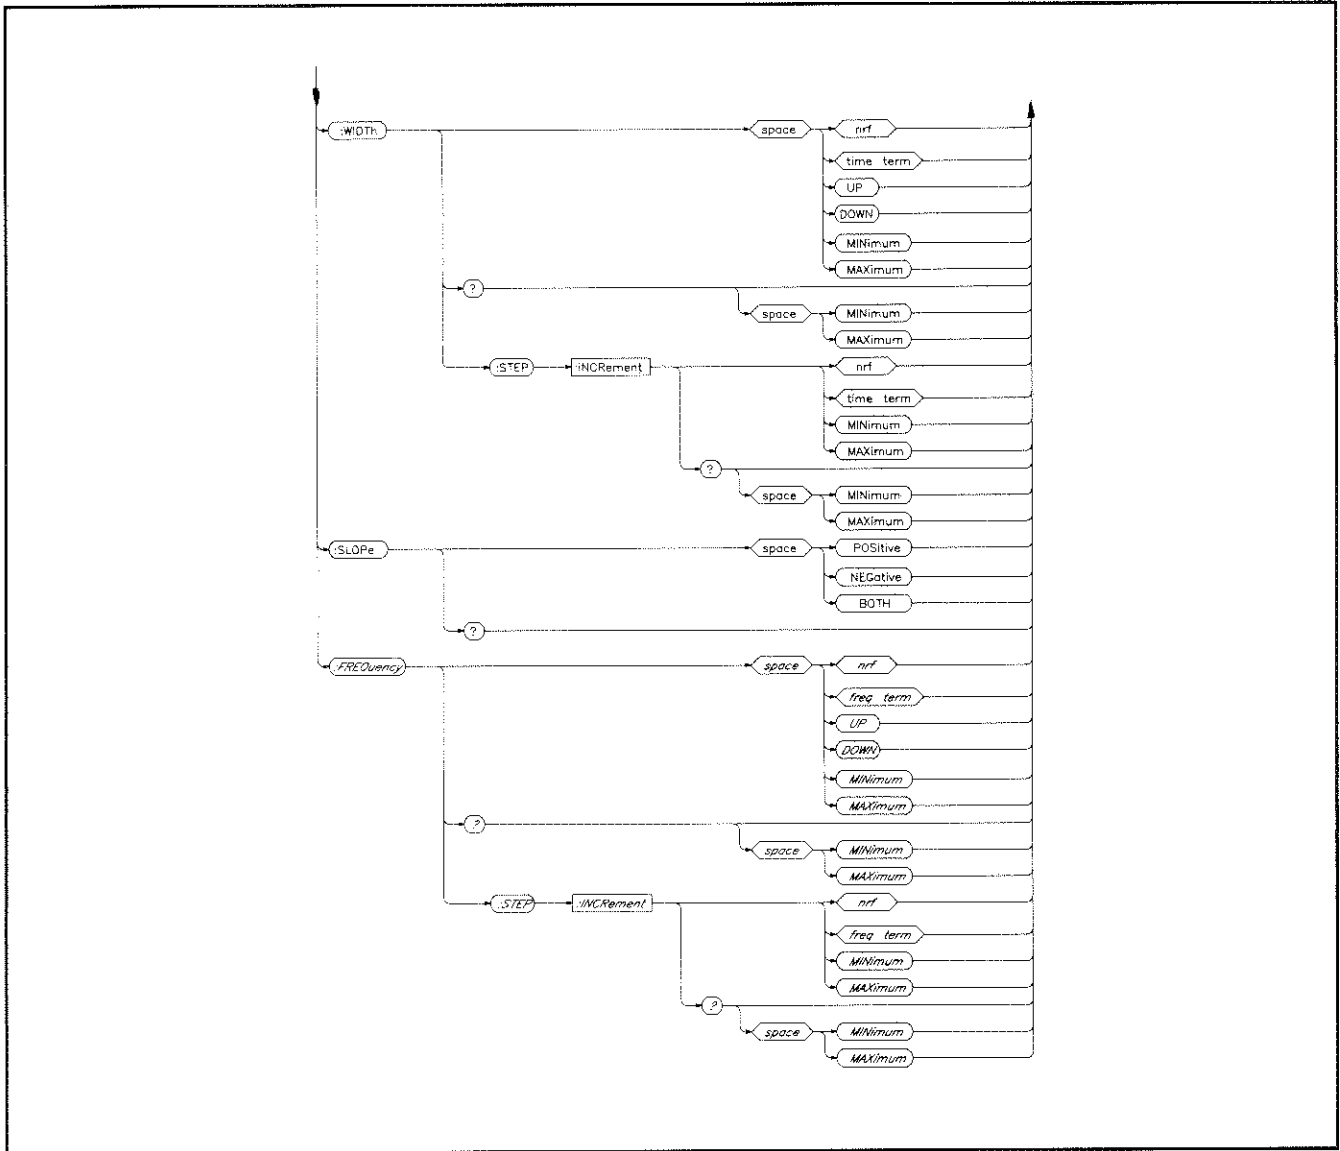 :WIDTh space nrf
time term
UP
DOWN
MINimum
MAXimum
?
space MINimum
MAXimum
:STEP :INCRement nrf
time term
MINimum
MAXimum
?
space MINimum
MAXimum
:SLOPe space POSitive
NEGative
BOTH
?
:FREQuency space nrf
freq term
UP
DOWN
MINimum
MAXimum
?
space MINimum
MAXimum
:STEP :INCRement nrf
freq term
MINimum
MAXimum
?
space MINimum
MAXimum